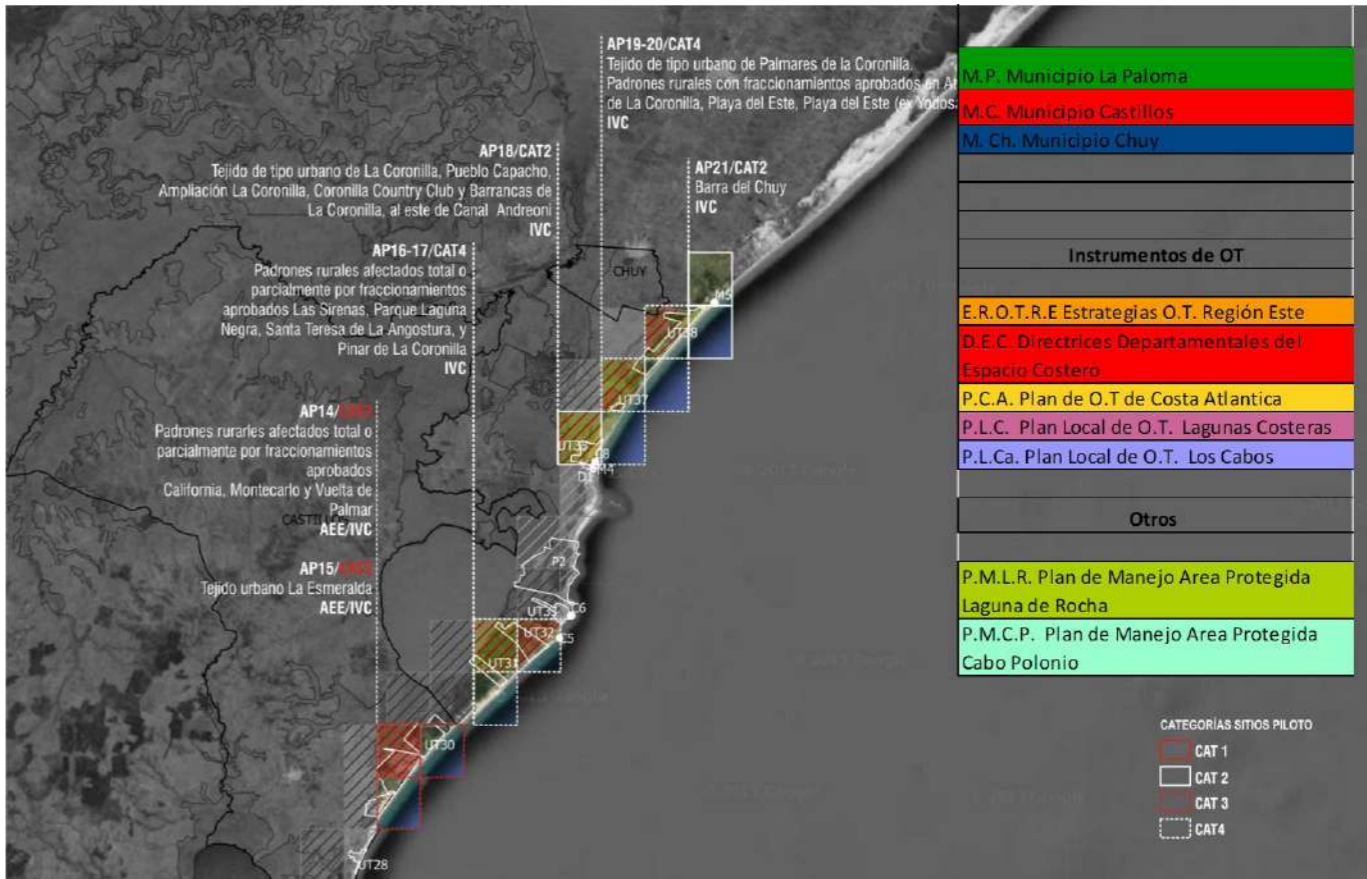 AP19-20/CAT4
Tejido de tipo urbano de Palmares de la Coronilla.
Padrones rurales con fraccionamientos aprobados en
de La Coronilla, Playa del Este, Playa del Este (ex
IVC
AP18/CAT2
Tejido de tipo urbano de La Coronilla, Pueblo Capacho,
Ampliación La Coronilla, Coronilla Country Club y Barrancas de
La Coronilla, al este de Canal Andreoni
IVC
AP21/CAT2
Barra del Chuy
IVC
AP16-17/CAT4
Padrones rurales afectados total o
parcialmente por fraccionamientos
aprobados Las Sirenas, Parque Laguna
Negra, Santa Teresa de La Angostura, y
Pinar de La Coronilla
IVC
AP14/
Padrones rurarles afectados total o
parcialmente por fraccionamientos
aprobados
California, Montecarlo y Vuelta de
Palmar
AEE/IVC
AP15/
Tejido urbano La Esmeralda
AEE/IVC
CHUY
CASTILLOS
M5
UT38
UT37
M4
D1
P2
UT33
C6
UT32
C5
UT31
UT30
UT28
M.P. Municipio La Paloma
M.C. Municipio Castillos
M. Ch. Municipio Chuy
Instrumentos de OT
E.R.O.T.R.E Estrategias O.T. Región Este
D.E.C. Directrices Departamentales del
Espacio Costero
P.C.A. Plan de O.T de Costa Atlantica
P.L.C. Plan Local de O.T. Lagunas Costeras
P.L.Ca. Plan Local de O.T. Los Cabos
Otros
P.M.L.R. Plan de Manejo Area Protegida
Laguna de Rocha
P.M.C.P. Plan de Manejo Area Protegida
Cabo Polonio
CATEGORÍAS SITIOS PILOTO
CAT 1
CAT 2
CAT 3
CAT4